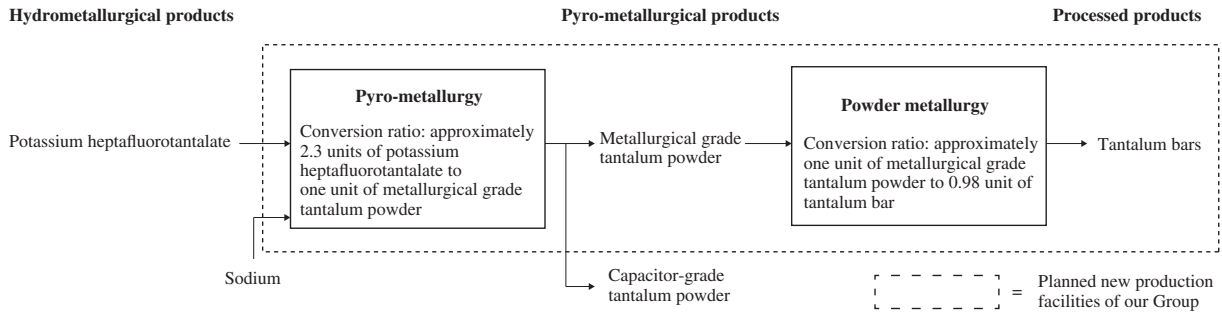 Hydrometallurgical products
Pyro-metallurgical products
Processed products
Potassium heptafluorotantalate
Sodium
Pyro-metallurgy
Conversion ratio: approximately
2.3 units of potassium
heptafluorotantalate to
one unit of metallurgical grade
tantalum powder
Metallurgical grade
tantalum powder
Capacitor-grade
tantalum powder
Powder metallurgy
Conversion ratio: approximately
one unit of metallurgical grade
tantalum powder to 0.98 unit of
tantalum bar
Tantalum bars
= Planned new production
facilities of our Group